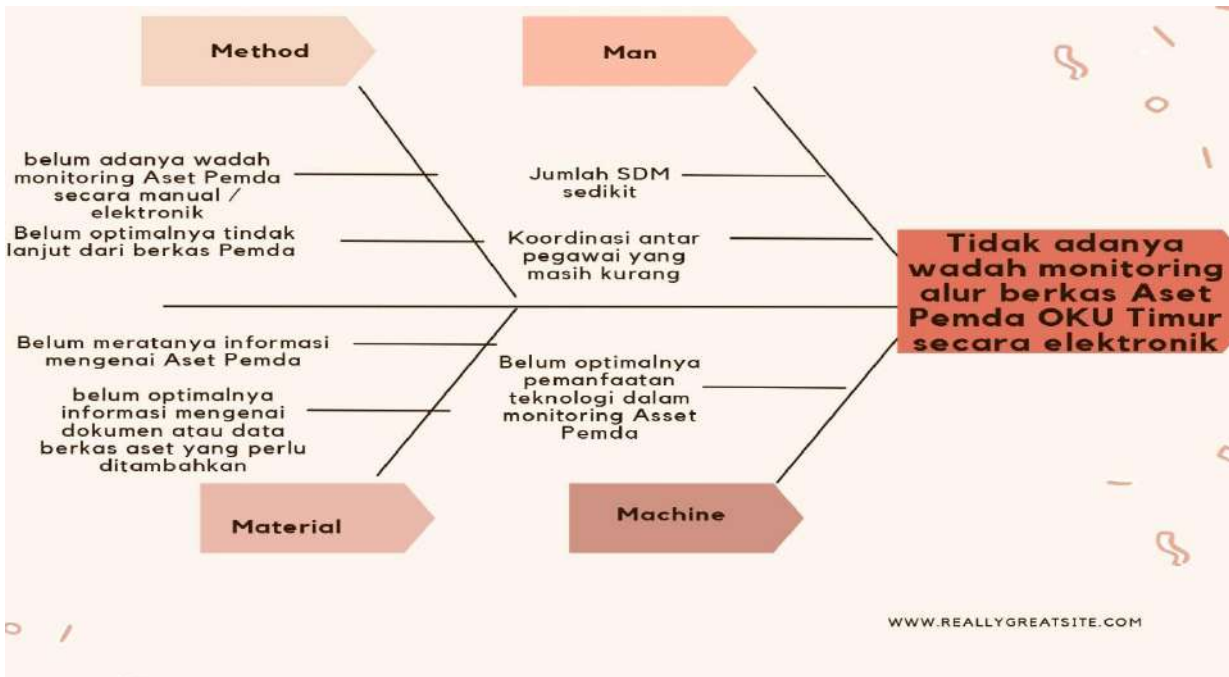 Method
Man
belum adanya wadah
monitoring Aset Pemda
secara manual /
elektronik
Belum optimalnya tindak
lanjut dari berkas Pemda
Jumlah SDM
sedikit
Koordinasi antar
pegawai yang
masih kurang
Tidak adanya
wadah monitoring
alur berkas Aset
Pemda OKU Timur
secara elektronik
Belum meratanya informasi
mengenai Aset Pemda
belum optimalnya
informasi mengenai
dokumen atau data
berkas aset yang perlu
ditambahkan
Belum optimalnya
pemanfaatan
teknologi dalam
monitoring Asset
Pemda
Material
Machine
WWW.REALLYGREATSITE.COM